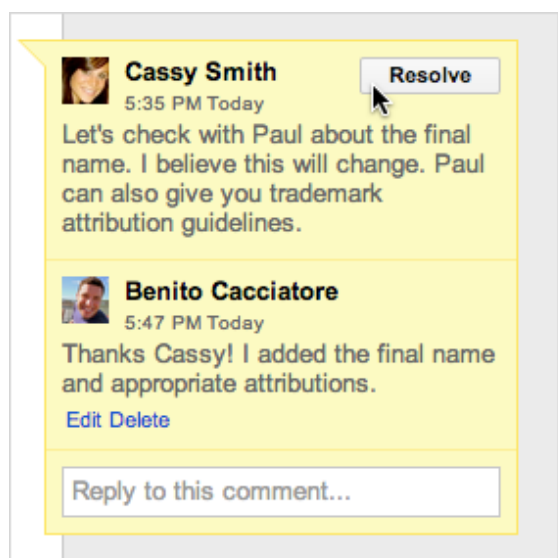 Cassy Smith
Resolve
5:35 PM Today
Let's check with Paul about the final
name. I believe this will change. Paul
can also give you trademark
attribution guidelines.
Benito Cacciatore
5:47 PM Today
Thanks Cassy! I added the final name
and appropriate attributions.
Edit Delete
Reply to this comment...